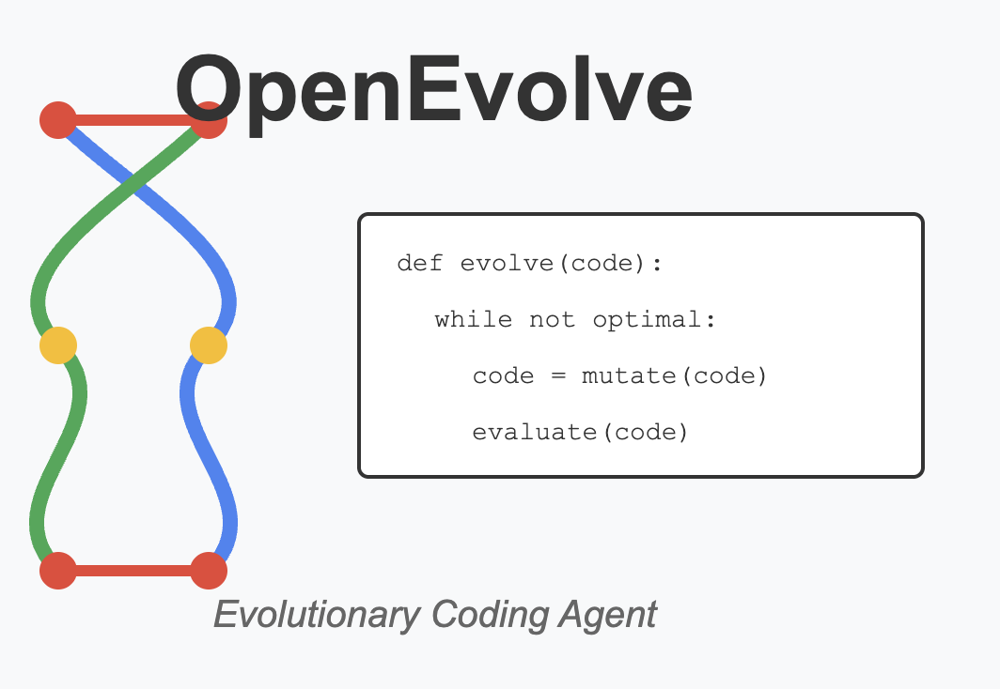 OpenEvolve
def evolve(code):
while not optimal:
code = mutate(code)
evaluate(code)
Evolutionary Coding Agent